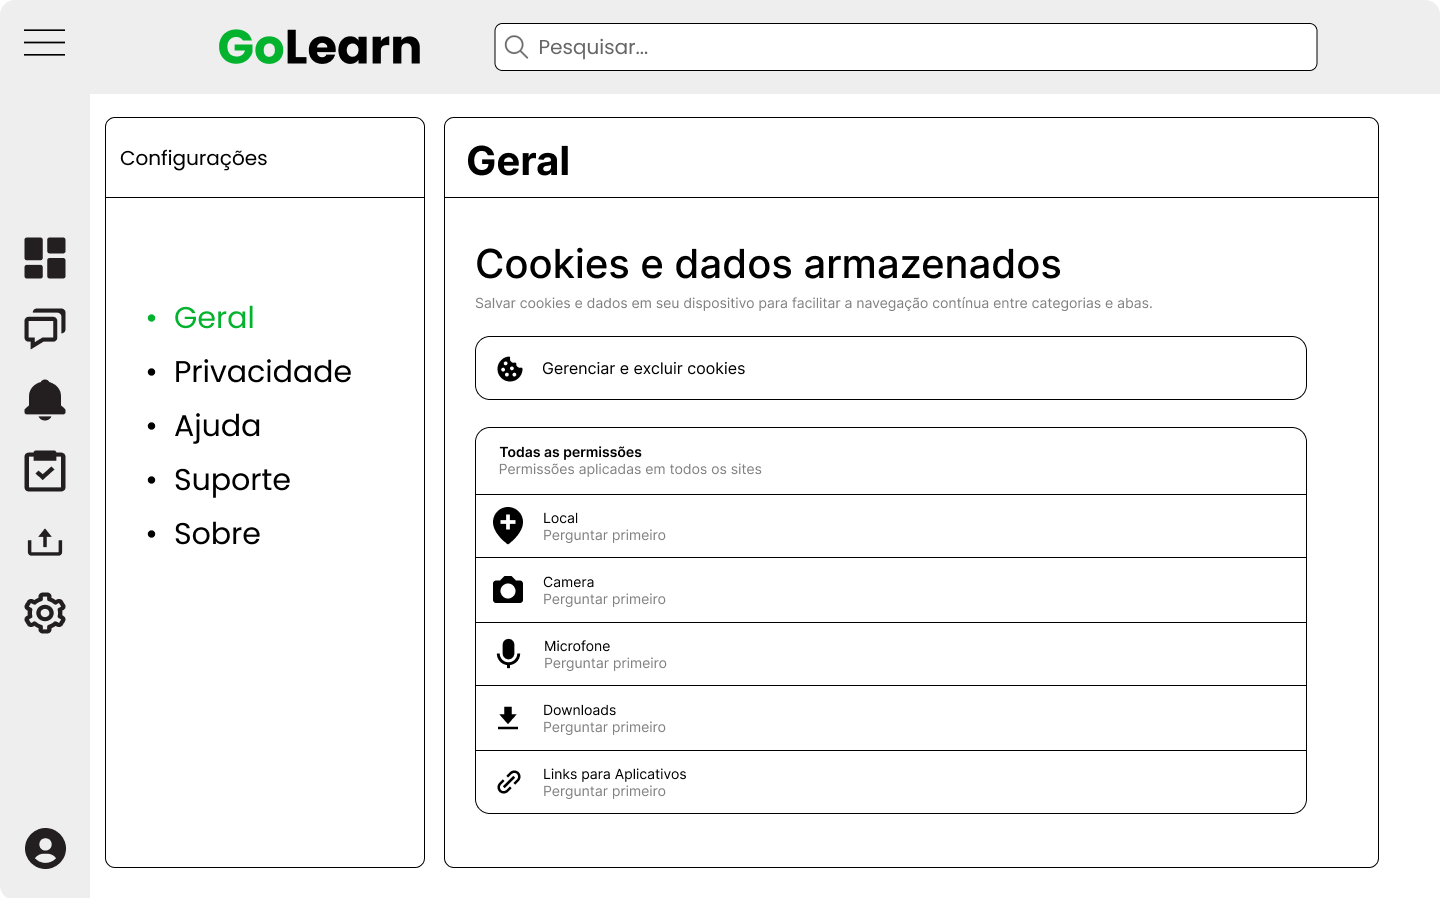 GoLearn
Pesquisar...
Configurações
Geral
Privacidade
Ajuda
Suporte
Sobre
Geral
Cookies e dados armazenados
Salvar cookies e dados em seu dispositivo para facilitar a navegação contínua entre categorias e abas.
Gerenciar e excluir cookies
Todas as permissões
Permissões aplicadas em todos os sites
Local
Perguntar primeiro
Camera
Perguntar primeiro
Microfone
Perguntar primeiro
Downloads
Perguntar primeiro
Links para Aplicativos
Perguntar primeiro